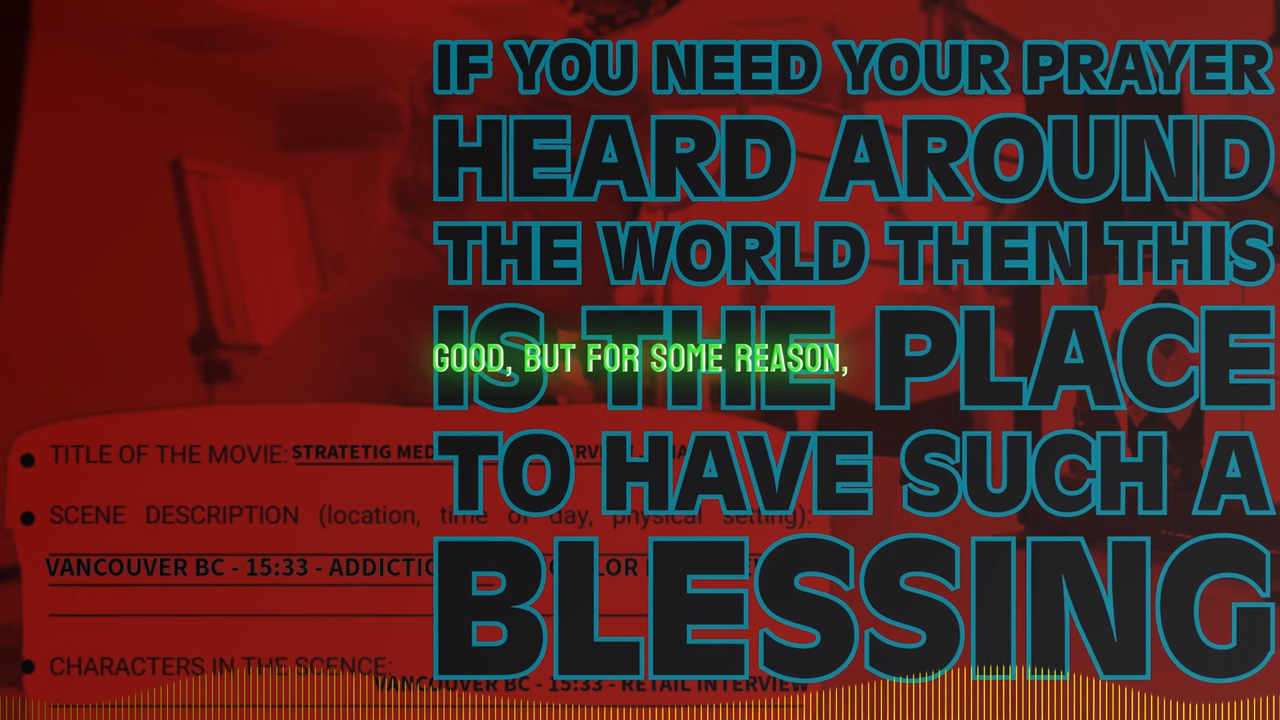 IF YOU NEED YOUR PRAYER
HEARD AROUND
THE WORLD THEN THIS
IS THE PLACE
TO HAVE SUCH A
BLESSING
GOOD, BUT FOR SOME REASON,
TITLE OF THE MOVIE: STRATETIG
SCENE DESCRIPTION (location, time of day, physical setting):
VANCOUVER BC - 15:33 -
CHARACTERS IN THE SCENCE:
VANCOUVER BC - 15:33 - RETAIL INTERVIEW